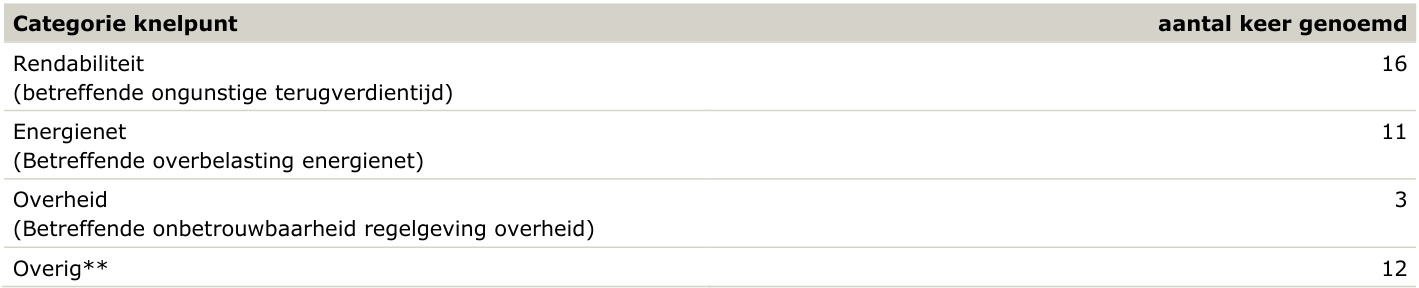 Categorie knelpunt aantal keer genoemd
Rendabiliteit 16
(betreffende ongunstige terugverdientijd)
Energienet 11
(Betreffende overbelasting energienet)
Overheid 3
(Betreffende onbetrouwbaarheid regelgeving overheid)
Overig** 12